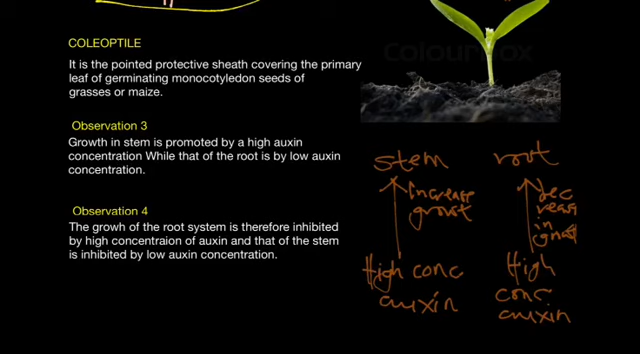 COLEOPTILE
It is the pointed protective sheath covering the primary
leaf of germinating monocotyledon seeds of
grasses or maize.
Observation 3
Growth in stem is promoted by a high auxin
concentration While that of the root is by low auxin
concentration.
Observation 4
The growh of the root system is therefore inhibited
by high concentraion of auxin and that of the stem
is inhibited by low auxin concentration.
Colourbox
stem
increase
High conc
auxin
root
dec
in
High
conc
auxin